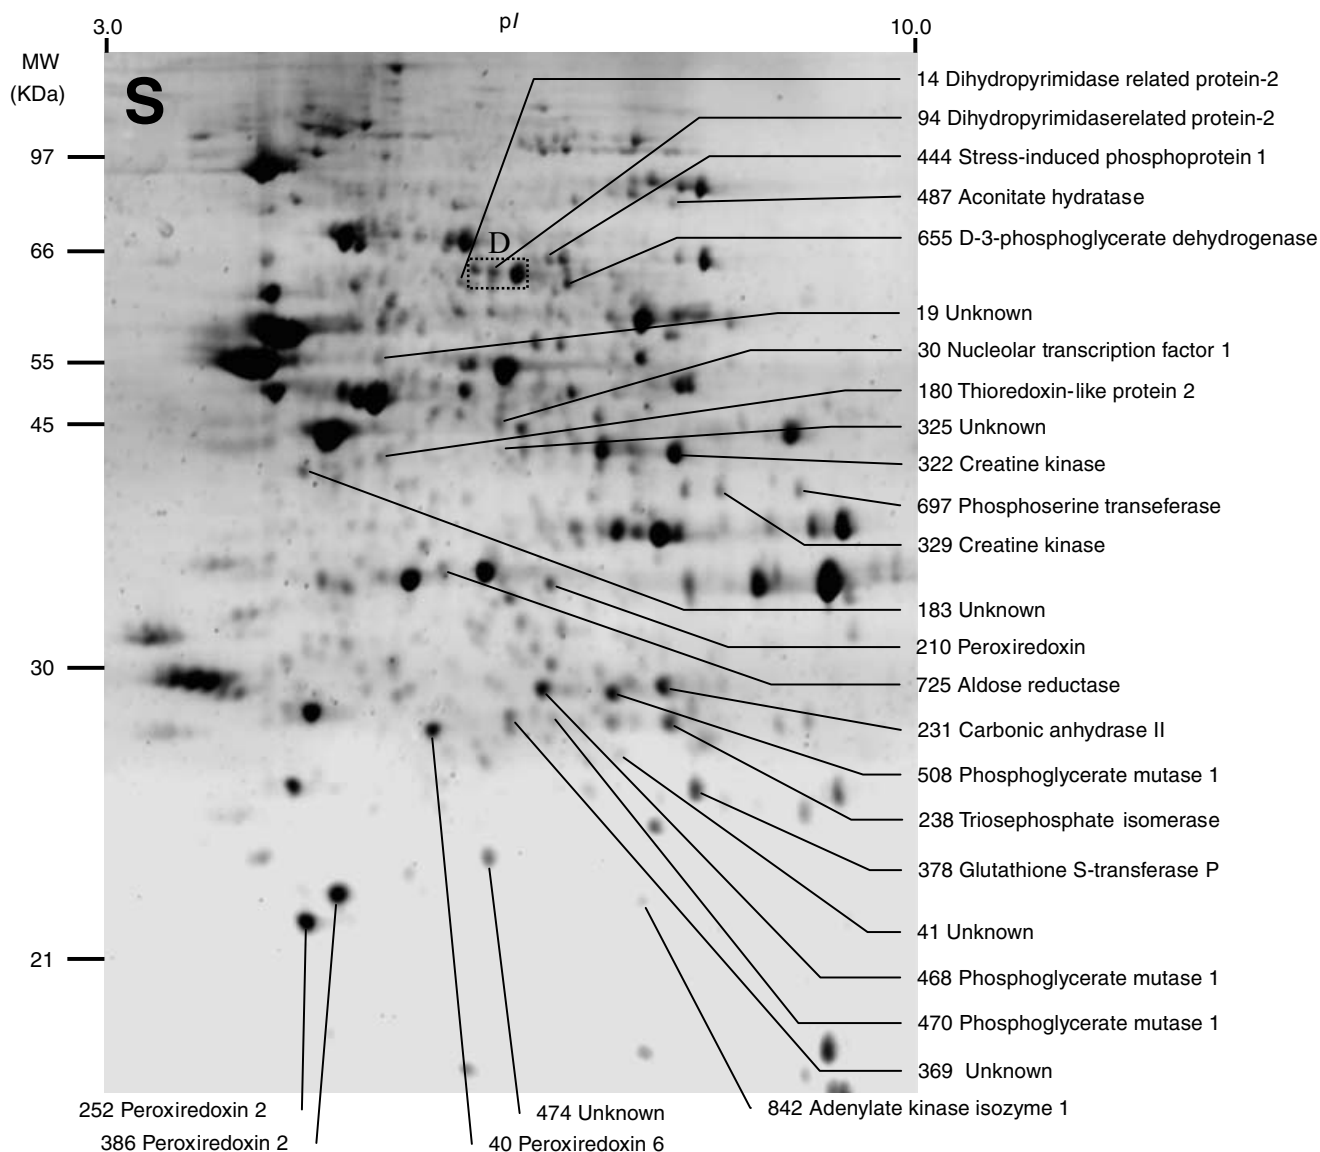 3.0
pI
10.0
MW
(KDa)
S
14 Dihydropyrimidase related protein-2
94 Dihydropyrimidaserelated protein-2
97
444 Stress-induced phosphoprotein 1
487 Aconitate hydratase
D
655 D-3-phosphoglycerate dehydrogenase
66
19 Unknown
30 Nucleolar transcription factor 1
55
180 Thioredoxin-like protein 2
45
325 Unknown
322 Creatine kinase
697 Phosphoserine transeferase
329 Creatine kinase
183 Unknown
210 Peroxiredoxin
30
725 Aldose reductase
231 Carbonic anhydrase II
508 Phosphoglycerate mutase 1
238 Triosephosphate isomerase
378 Glutathione S-transferase P
41 Unknown
21
468 Phosphoglycerate mutase 1
470 Phosphoglycerate mutase 1
369 Unknown
252 Peroxiredoxin 2
474 Unknown
842 Adenylate kinase isozyme 1
386 Peroxiredoxin 2
40 Peroxiredoxin 6